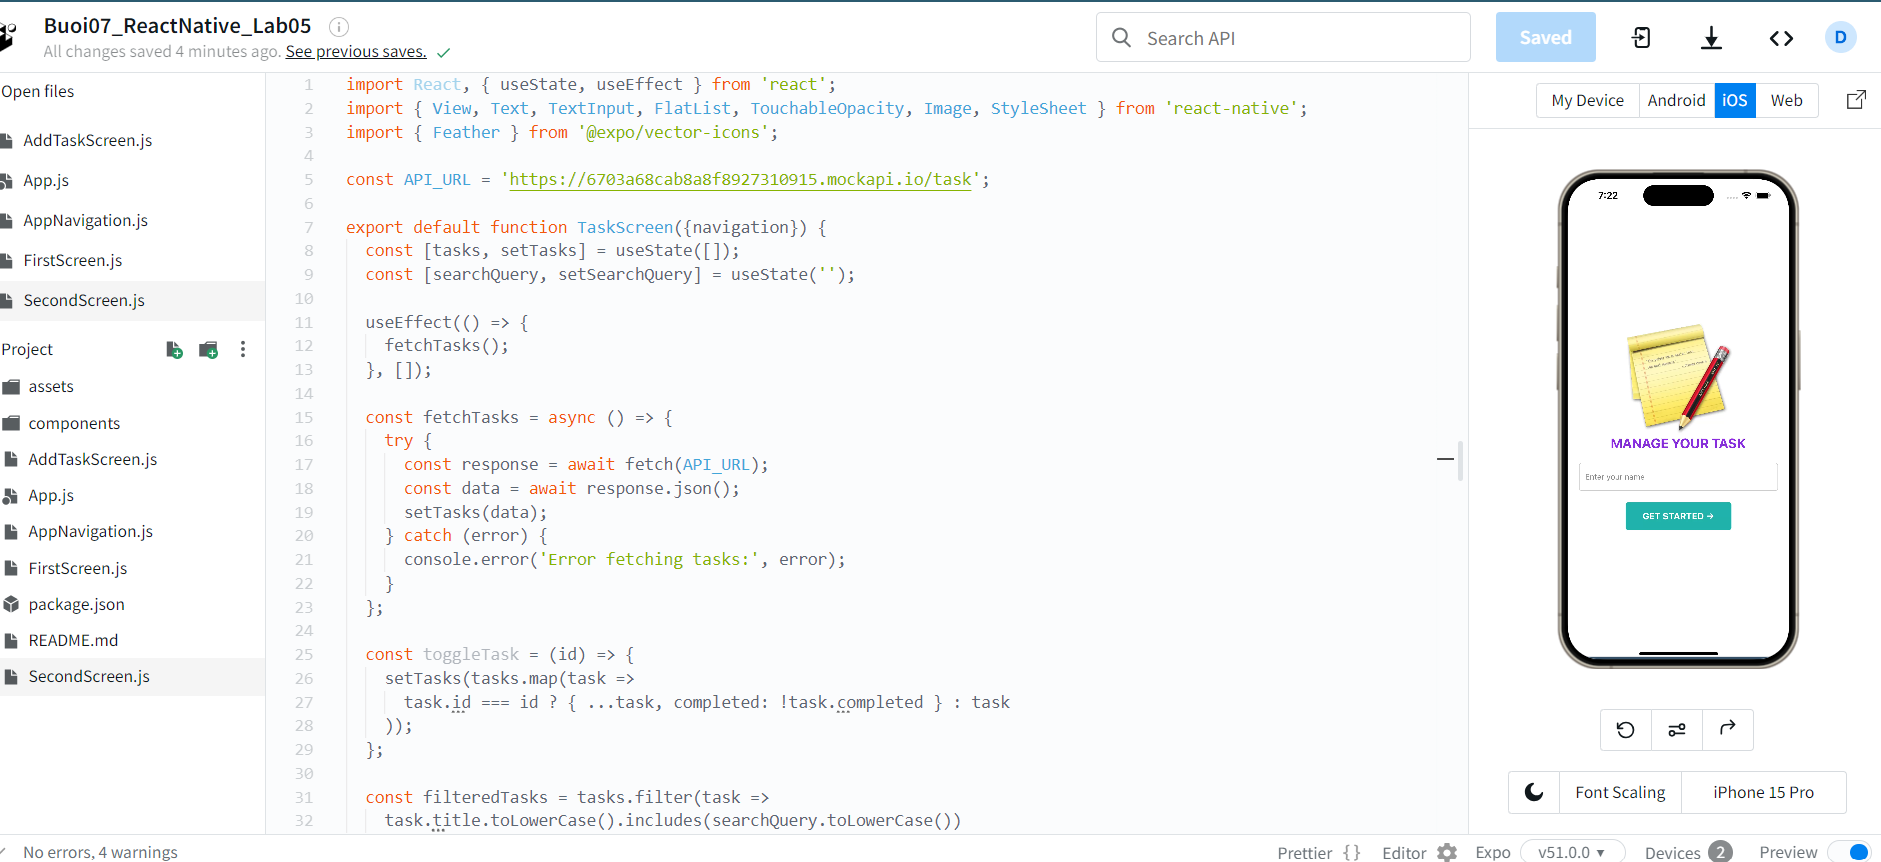 Buoi07_ReactNative_Lab05
All changes saved 4 minutes ago. See previous saves.
Search API
Saved
D
Open files
AddTaskScreen.js
App.js
AppNavigation.js
FirstScreen.js
SecondScreen.js
Project
assets
components
AddTaskScreen.js
App.js
AppNavigation.js
FirstScreen.js
package.json
README.md
SecondScreen.js
1 import React, { useState, useEffect } from 'react';
2 import { View, Text, TextInput, FlatList, TouchableOpacity, Image, StyleSheet } from 'react-native';
3 import { Feather } from '@expo/vector-icons';
4
5 const API_URL = 'https://6703a68cab8a8f8927310915.mockapi.io/task';
6
7 export default function TaskScreen({navigation}) {
8 const [tasks, setTasks] = useState([]);
9 const [searchQuery, setSearchQuery] = useState('');
10
11 useEffect(() => {
12 fetchTasks();
13 }, []);
14
15 const fetchTasks = async () => {
16 try {
17 const response = await fetch(API_URL);
18 const data = await response.json();
19 setTasks(data);
20 } catch (error) {
21 console.error('Error fetching tasks:', error);
22 }
23 };
24
25 const toggleTask = (id) => {
26 setTasks(tasks.map(task =>
27 task.id === id ? { ...task, completed: !task.completed } : task
28 ));
29 };
30
31 const filteredTasks = tasks.filter(task =>
32 task.title.toLowerCase().includes(searchQuery.toLowerCase())
My Device Android iOS Web
7:22
MANAGE YOUR TASK
Enter your name
GET STARTED →
Font Scaling
iPhone 15 Pro
No errors, 4 warnings
Prettier {} Editor Expo v51.0.0 ▾ Devices 2 Preview